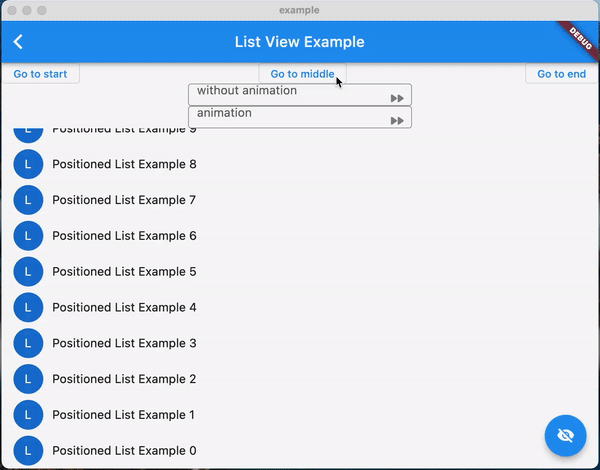 example
List View Example
DEBUG
Go to start
Go to middle
Go to end
without animation
animation
L Positioned List Example 9
L Positioned List Example 8
L Positioned List Example 7
L Positioned List Example 6
L Positioned List Example 5
L Positioned List Example 4
L Positioned List Example 3
L Positioned List Example 2
L Positioned List Example 1
L Positioned List Example 0